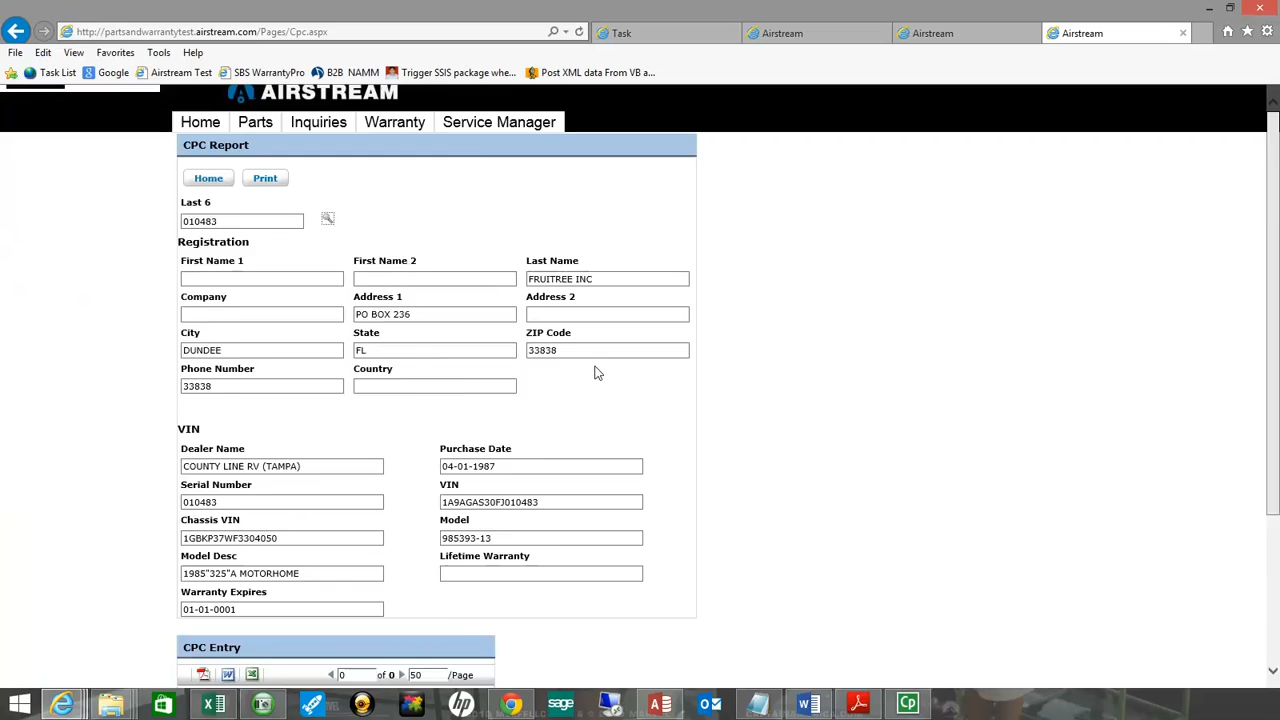 http://partsandwarrantytest.airstream.com/Pages/Cpc.aspx
Task
Airstream
Airstream
Airstream
File Edit View Favorites Tools Help
Task List Google Airstream Test SBS WarrantyPro B2B NAMM Trigger SSIS package whe... Post XML data From VB a...
AIRSTREAM
Home Parts Inquiries Warranty Service Manager
CPC Report
Home Print
Last 6
010483
Registration
First Name 1 First Name 2 Last Name
FRUITREE INC
Company Address 1 Address 2
PO BOX 236
City State ZIP Code
DUNDEE FL 33838
Phone Number Country
33838
VIN
Dealer Name Purchase Date
COUNTY LINE RV (TAMPA) 04-01-1987
Serial Number VIN
010483 1A9AGAS30FJ010483
Chassis VIN Model
1GBKP37WF3304050 985393-13
Model Desc Lifetime Warranty
1985"325"A MOTORHOME
Warranty Expires
01-01-0001
CPC Entry
0 of 0 50 /Page
hp sage Cp